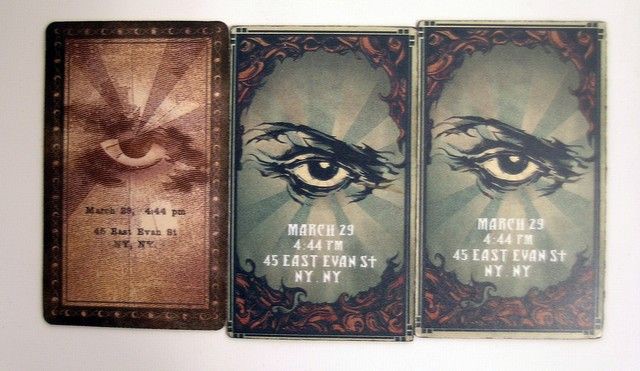 March 29, 4:44 pm
45 East Evan St
NY, NY.
MARCH 29
4:44 PM
45 EAST EVAN St
NY. NY
MARCH 29
4:44 PM
45 EAST EVAN St
NY. NY